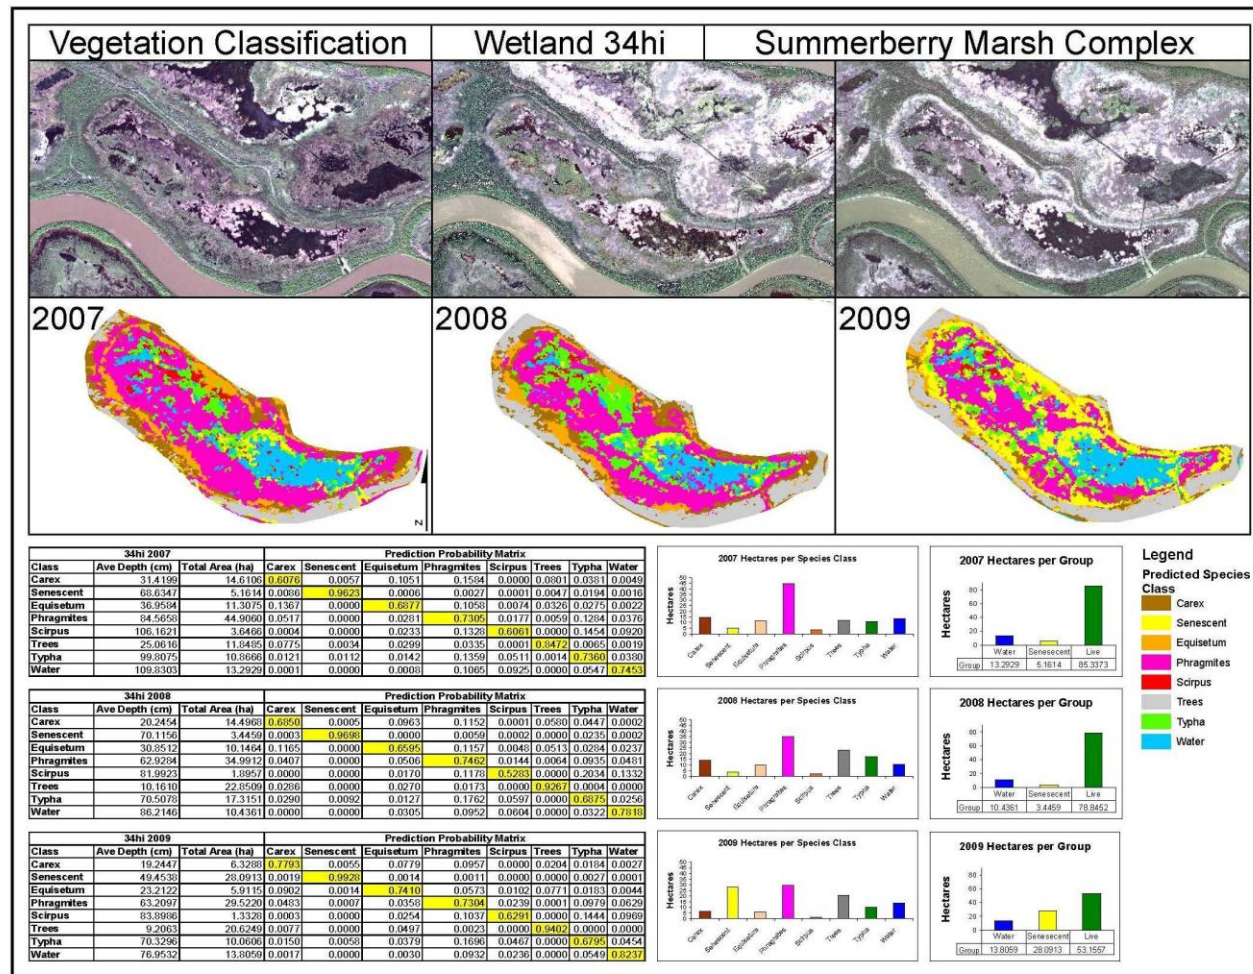 Vegetation Classification Wetland 34hi Summerberry Marsh Complex
2007 2008 2009
N
34hi 2007 Prediction Probability Matrix
Class Ave Depth (cm) Total Area (ha) Carex Senescent Equisetum Phragmites Scirpus Trees Typha Water
Carex 31.4199 14.6106 0.6076 0.0057 0.1051 0.1584 0.0000 0.0801 0.0381 0.0049
Senescent 68.6347 5.1614 0.0086 0.9623 0.0006 0.0027 0.0001 0.0047 0.0194 0.0016
Equisetum 36.9584 11.3075 0.1367 0.0000 0.6877 0.1058 0.0074 0.0326 0.0275 0.0022
Phragmites 84.5658 44.9060 0.0517 0.0000 0.0281 0.7305 0.0177 0.0059 0.1284 0.0376
Scirpus 106.1621 3.6466 0.0004 0.0000 0.0233 0.1328 0.6061 0.0000 0.1454 0.0920
Trees 25.0616 11.8485 0.0775 0.0034 0.0299 0.0335 0.0001 0.8472 0.0065 0.0019
Typha 99.8075 10.8666 0.0121 0.0112 0.0142 0.1359 0.0511 0.0014 0.7360 0.0380
Water 109.8303 13.2929 0.0001 0.0000 0.0008 0.1065 0.0925 0.0000 0.0547 0.7453
34hi 2008 Prediction Probability Matrix
Class Ave Depth (cm) Total Area (ha) Carex Senescent Equisetum Phragmites Scirpus Trees Typha Water
Carex 20.2454 14.4968 0.6850 0.0005 0.0963 0.1152 0.0001 0.0580 0.0447 0.0002
Senescent 70.1156 3.4459 0.0003 0.9698 0.0000 0.0059 0.0002 0.0000 0.0235 0.0002
Equisetum 30.8512 10.1464 0.1165 0.0000 0.6595 0.1157 0.0048 0.0513 0.0284 0.0237
Phragmites 62.9284 34.9912 0.0407 0.0000 0.0506 0.7462 0.0144 0.0064 0.0935 0.0481
Scirpus 81.9923 1.8957 0.0000 0.0000 0.0170 0.1178 0.5283 0.0000 0.2034 0.1332
Trees 10.1610 22.8509 0.0286 0.0000 0.0270 0.0173 0.0000 0.9267 0.0004 0.0000
Typha 70.5078 17.3151 0.0290 0.0092 0.0127 0.1762 0.0597 0.0000 0.6875 0.0256
Water 86.2146 10.4361 0.0000 0.0000 0.0305 0.0952 0.0604 0.0000 0.0322 0.7818
34hi 2009 Prediction Probability Matrix
Class Ave Depth (cm) Total Area (ha) Carex Senescent Equisetum Phragmites Scirpus Trees Typha Water
Carex 19.2447 6.3288 0.7793 0.0055 0.0779 0.0957 0.0000 0.0204 0.0184 0.0027
Senescent 49.4538 28.0913 0.0019 0.9928 0.0014 0.0011 0.0000 0.0000 0.0027 0.0001
Equisetum 23.2122 5.9115 0.0902 0.0014 0.7410 0.0573 0.0102 0.0771 0.0183 0.0044
Phragmites 63.2097 29.5220 0.0483 0.0007 0.0358 0.7304 0.0239 0.0001 0.0979 0.0629
Scirpus 83.8986 1.3328 0.0003 0.0000 0.0254 0.1037 0.6291 0.0000 0.1444 0.0969
Trees 9.2063 20.6249 0.0077 0.0000 0.0497 0.0023 0.0000 0.9402 0.0000 0.0000
Typha 70.3296 10.0606 0.0150 0.0058 0.0379 0.1696 0.0467 0.0000 0.6795 0.0454
Water 76.9532 13.8059 0.0017 0.0000 0.0030 0.0932 0.0236 0.0000 0.0549 0.8237
2007 Hectares per Species Class
Hectares
Carex Senescent Equisetum Phragmites Scirpus Trees Typha Water
2008 Hectares per Species Class
Hectares
Carex Senescent Equisetum Phragmites Scirpus Trees Typha Water
2009 Hectares per Species Class
Hectares
Carex Senescent Equisetum Phragmites Scirpus Trees Typha Water
2007 Hectares per Group
Hectares
80
60
40
20
0
Water Senesecent Live
Group 13.2929 5.1614 85.3373
2008 Hectares per Group
Hectares
80
60
40
20
0
Water Senesecent Live
Group 10.4361 3.4459 78.8452
2009 Hectares per Group
Hectares
80
60
40
20
0
Water Senesecent Live
Group 13.8059 28.0913 53.1557
Legend
Predicted Species
Class
Carex
Senescent
Equisetum
Phragmites
Scirpus
Trees
Typha
Water